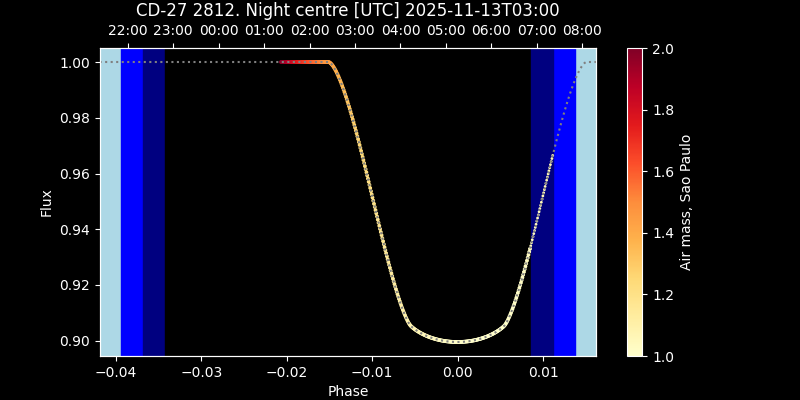 CD-27 2812. Night centre [UTC] 2025-11-13T03:00
22:00 23:00 00:00 01:00 02:00 03:00 04:00 05:00 06:00 07:00 08:00
1.00
0.98
0.96
0.94
0.92
0.90
Flux
−0.04 −0.03 −0.02 −0.01 0.00 0.01
Phase
2.0
1.8
1.6
1.4
1.2
1.0
Air mass, Sao Paulo